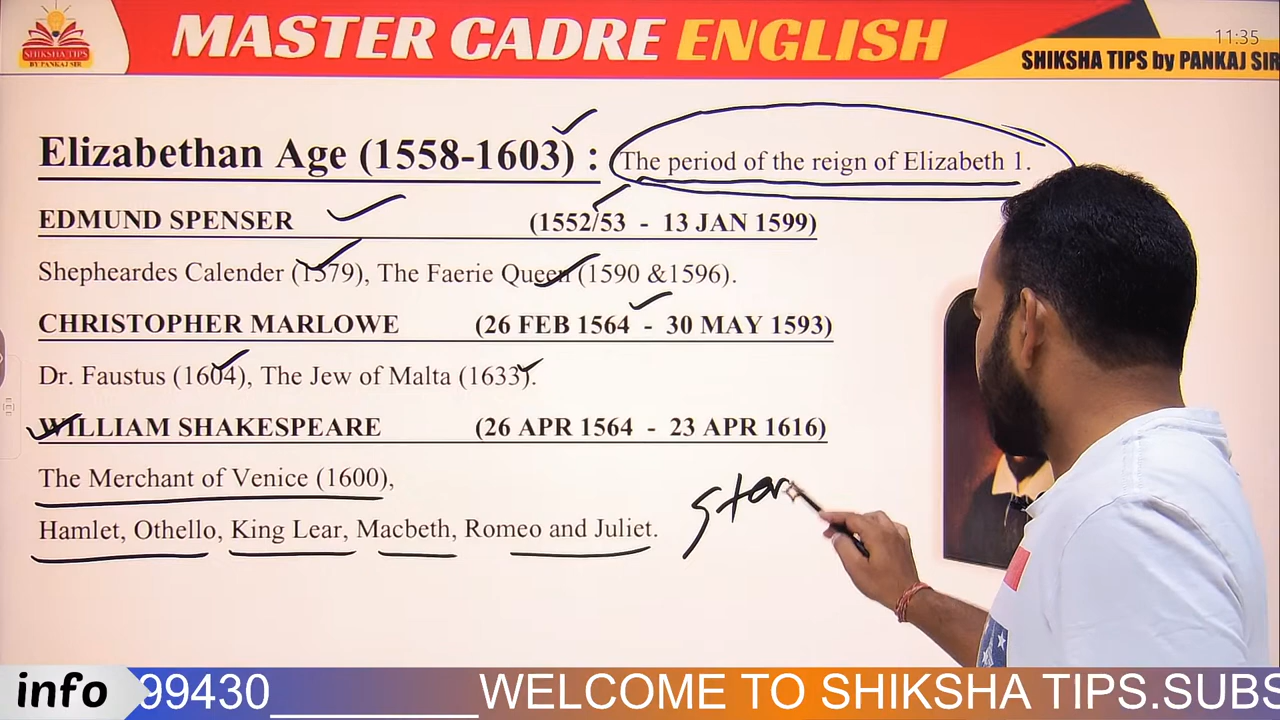 SHIKSHA TIPS
BY PANKAJ SIR
MASTER CADRE ENGLISH
11:35
SHIKSHA TIPS by PANKAJ SIR
Elizabethan Age (1558-1603) : The period of the reign of Elizabeth 1.
EDMUND SPENSER (1552/53 - 13 JAN 1599)
Shepheardes Calender (1579), The Faerie Queen (1590 &1596).
CHRISTOPHER MARLOWE (26 FEB 1564 - 30 MAY 1593)
Dr. Faustus (1604), The Jew of Malta (1633).
WILLIAM SHAKESPEARE (26 APR 1564 - 23 APR 1616)
The Merchant of Venice (1600),
Hamlet, Othello, King Lear, Macbeth, Romeo and Juliet.
Star
info 99430 WELCOME TO SHIKSHA TIPS.SUBS